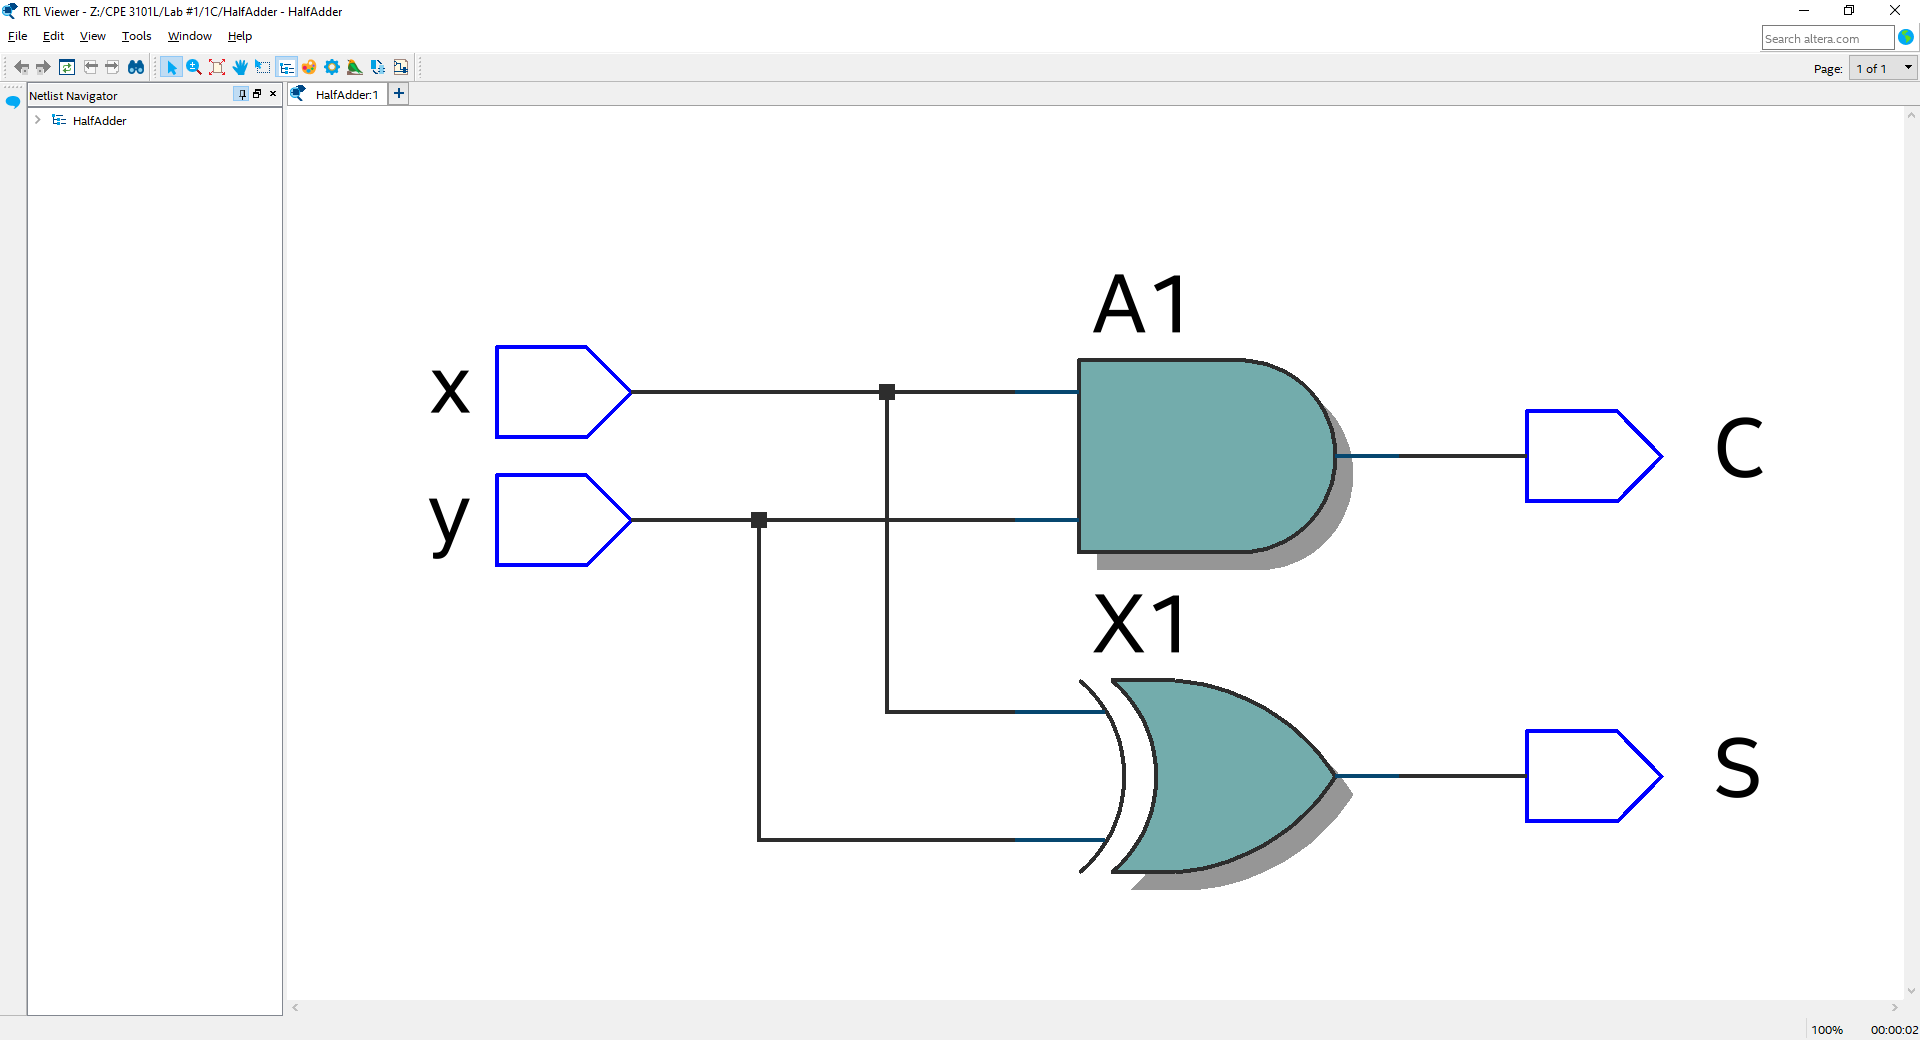 RTL Viewer - Z:/CPE 3101L/Lab #1/1C/HalfAdder - HalfAdder
File Edit View Tools Window Help
Search altera.com
Page: 1 of 1
Netlist Navigator
HalfAdder:1
HalfAdder
A1
x
C
y
X1
S
100% 00:00:02